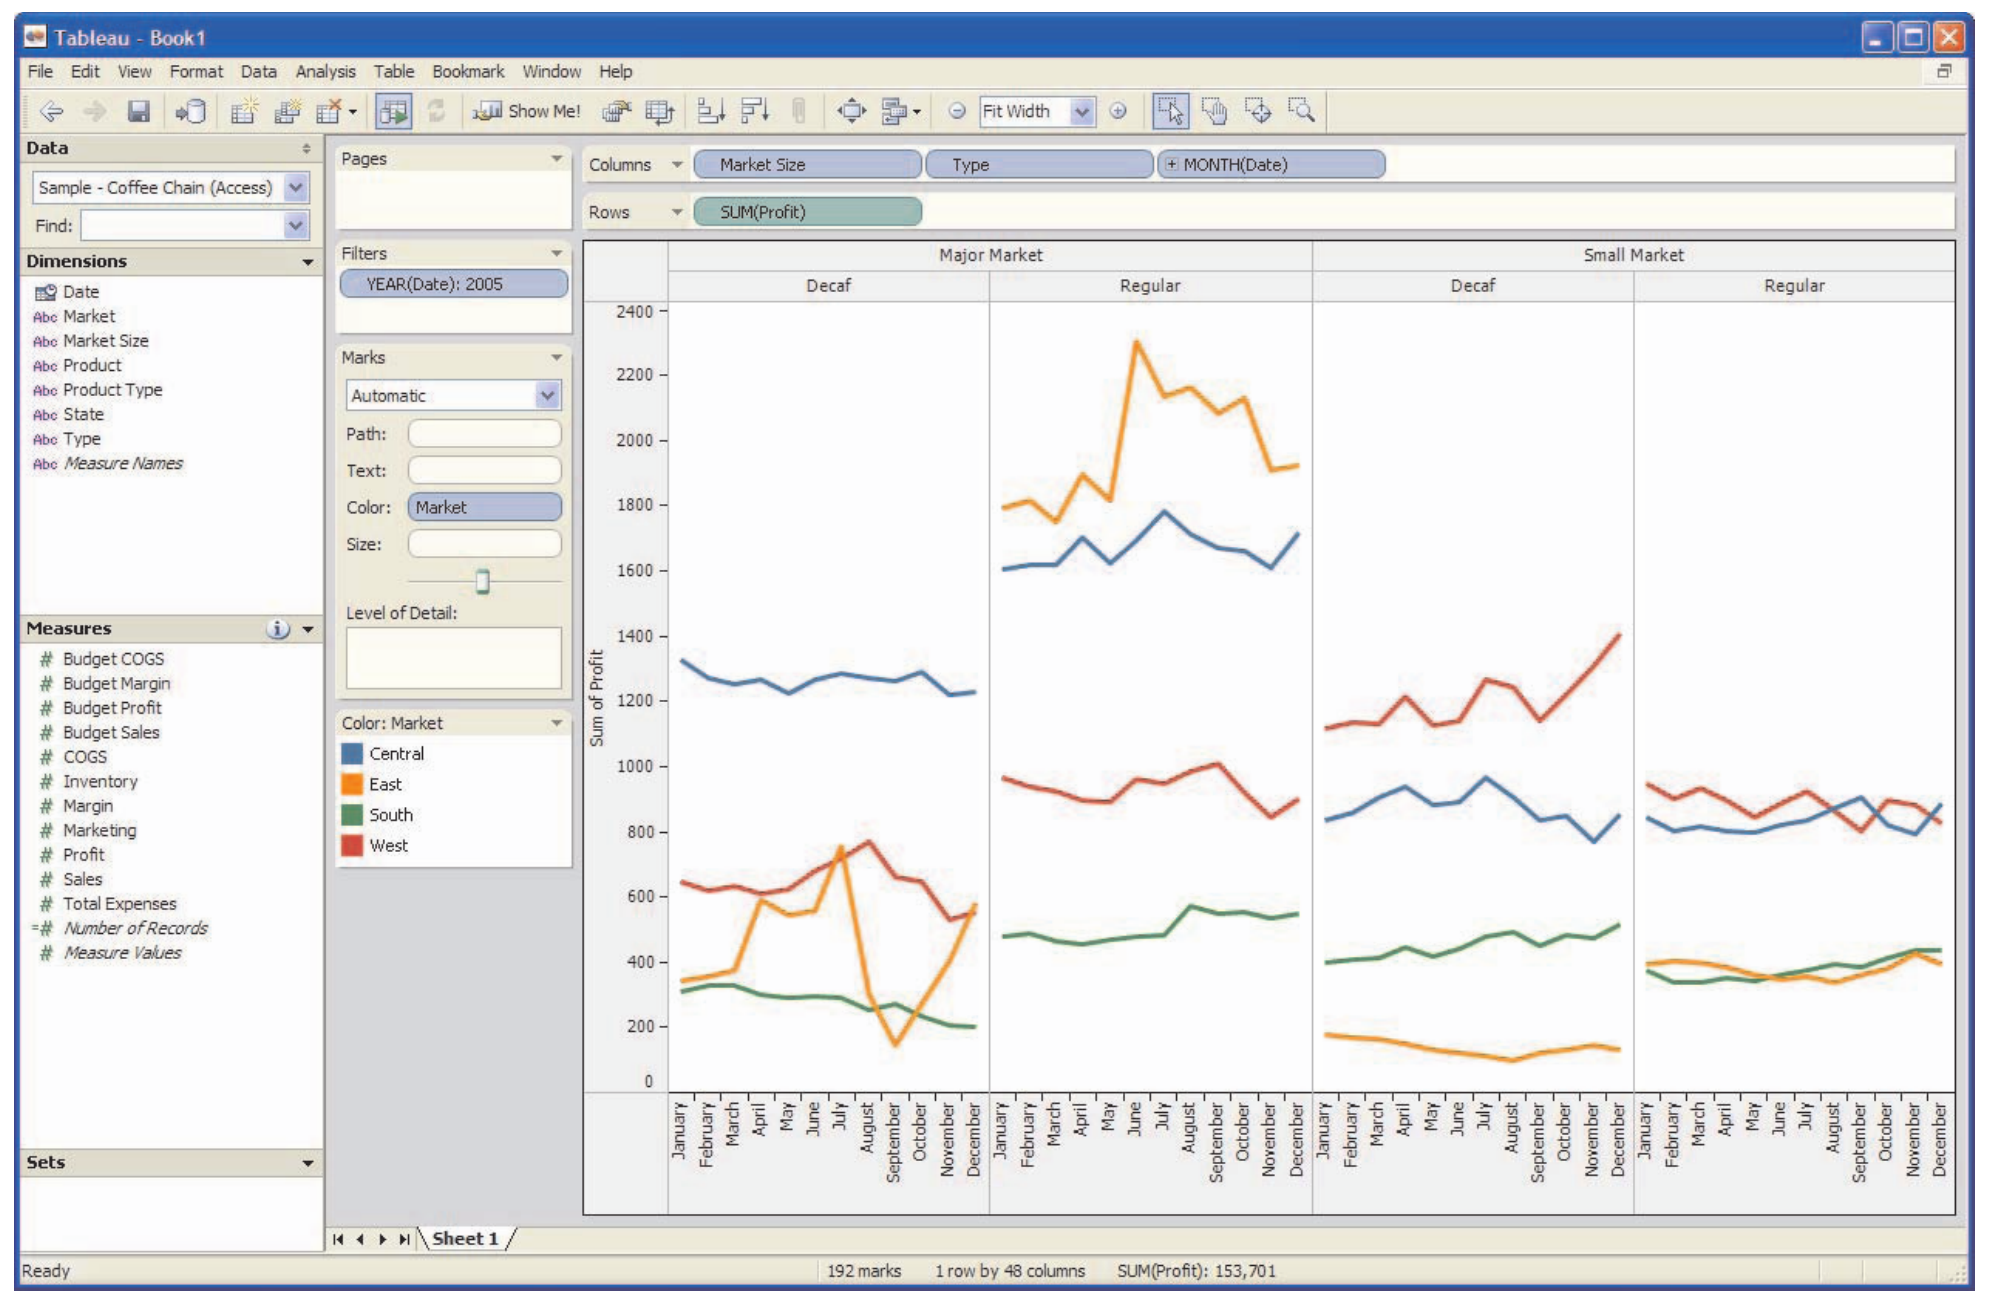 Tableau - Book1
File Edit View Format Data Analysis Table Bookmark Window Help
Show Me! Fit Width
Data
Sample - Coffee Chain (Access)
Find:
Dimensions
Date
Abc Market
Abc Market Size
Abc Product
Abc Product Type
Abc State
Abc Type
Abc Measure Names
Measures
# Budget COGS
# Budget Margin
# Budget Profit
# Budget Sales
# COGS
# Inventory
# Margin
# Marketing
# Profit
# Sales
# Total Expenses
=# Number of Records
# Measure Values
Sets
Pages
Filters
YEAR(Date): 2005
Marks
Automatic
Path:
Text:
Color: Market
Size:
Level of Detail:
Color: Market
Central
East
South
West
Columns Market Size Type MONTH(Date)
Rows SUM(Profit)
Major Market Small Market
Decaf Regular Decaf Regular
Sum of Profit
2400
2200
2000
1800
1600
1400
1200
1000
800
600
400
200
0
January February March April May June July August September October November December
January February March April May June July August September October November December
January February March April May June July August September October November December
January February March April May June July August September October November December
Sheet 1
Ready 192 marks 1 row by 48 columns SUM(Profit): 153,701